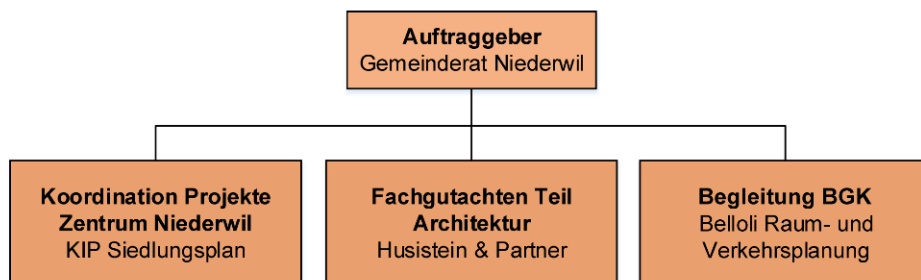 Auftraggeber
Gemeinderat Niederwil
Koordination Projekte
Zentrum Niederwil
KIP Siedlungsplan
Fachgutachten Teil
Architektur
Husistein & Partner
Begleitung BGK
Belloli Raum- und
Verkehrsplanung